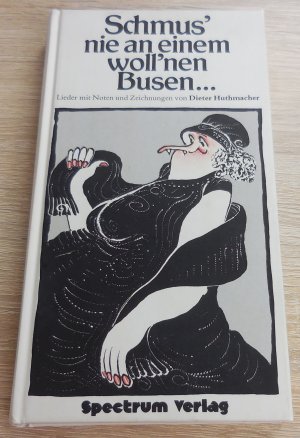 Schmus'
nie an einem
woll'nen
Busen...
Lieder mit Noten und Zeichnungen von Dieter Huthmacher
Spectrum Verlag